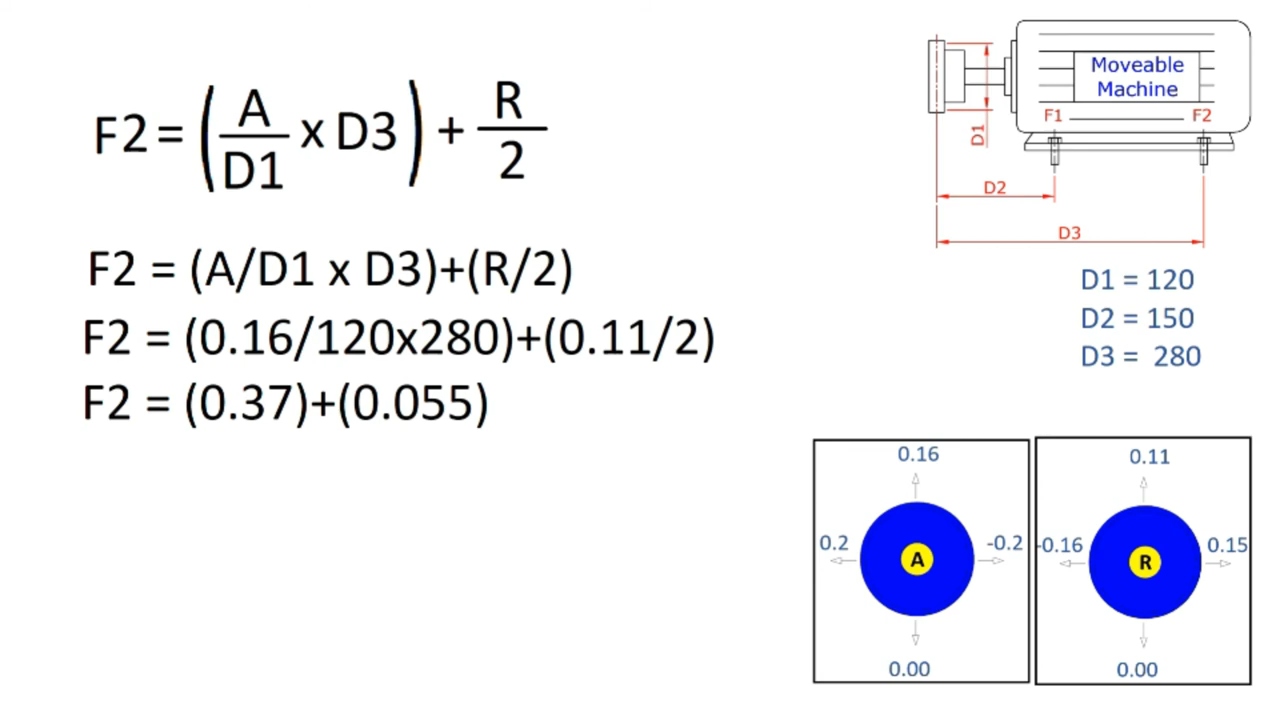 F2 = (A/D1 x D3) + R/2
F2 = (A/D1 x D3)+(R/2)
F2 = (0.16/120x280)+(0.11/2)
F2 = (0.37)+(0.055)
Moveable
Machine
F1
F2
D1
D2
D3
D1 = 120
D2 = 150
D3 = 280
0.16
0.2
A
-0.2
0.00
0.11
-0.16
R
0.15
0.00